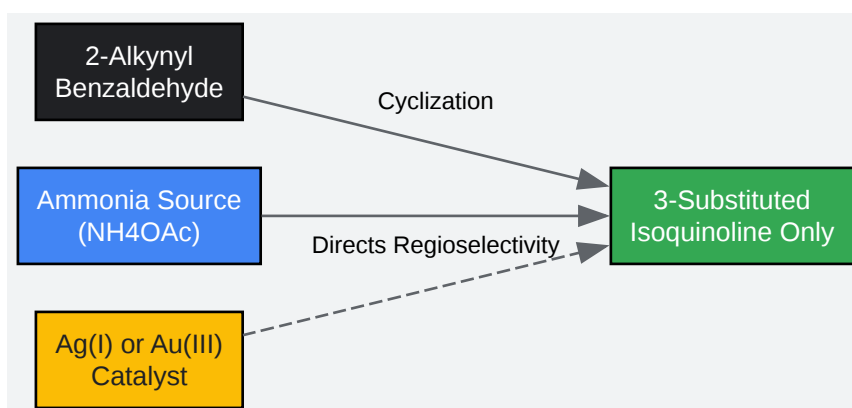 2-Alkynyl
Benzaldehyde
Cyclization
Ammonia Source
(NH4OAc)
3-Substituted
Isoquinoline Only
Directs Regioselectivity
Ag(I) or Au(III)
Catalyst